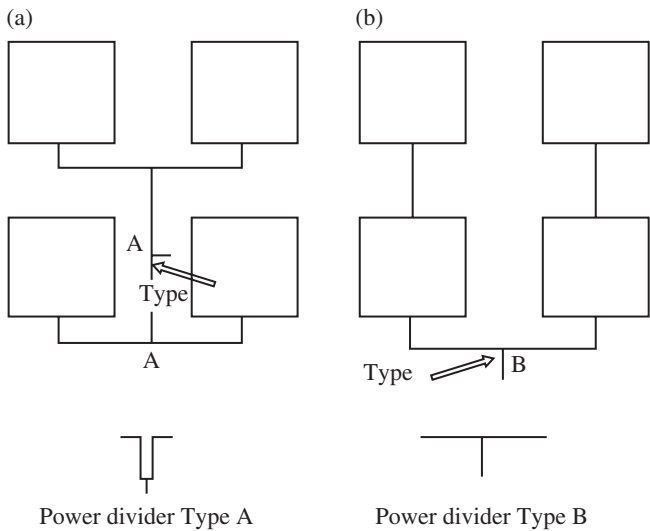 (a)
(b)
A
Type
A
Type
B
Power divider Type A
Power divider Type B